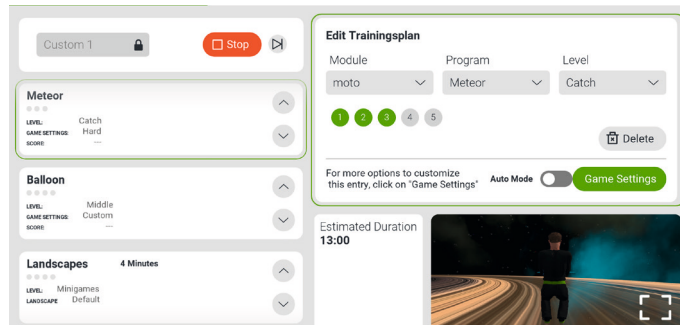 Custom 1
Stop
Meteor
LEVEL: Catch
GAME SETTINGS: Hard
SCORE ---
Balloon
LEVEL: Middle
GAME SETTINGS: Custom
SCORE ---
Landscapes 4 Minutes
LEVEL: Minigames
LANDSCAPE Default
Edit Trainingsplan
Module Program Level
moto Meteor Catch
1 2 3 4 5
Delete
For more options to customize
this entry, click on "Game Settings"
Auto Mode
Game Settings
Estimated Duration
13:00